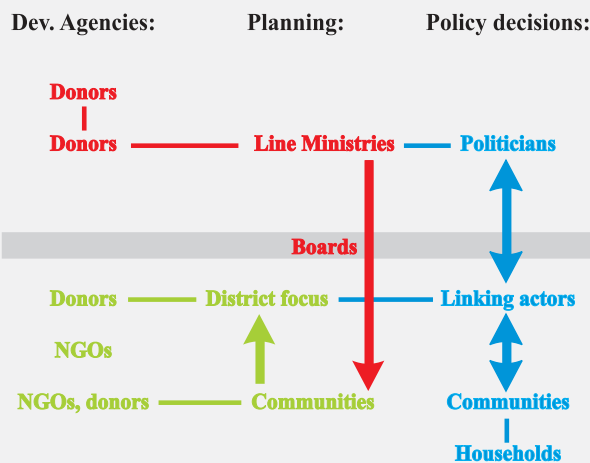 Dev. Agencies: Planning: Policy decisions:
Donors
Donors Line Ministries Politicians
Boards
Donors District focus Linking actors
NGOs
NGOs, donors Communities Communities
Households